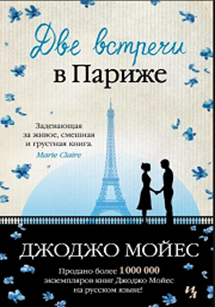 Две встречи
в Париже
Задевающая
за живое, смешная
и грустная книга.
Marie Claire
ДЖОДЖО МОЙЕС
Продано более 1 000 000
экземпляров книг Джоджо Мойес
на русском языке!